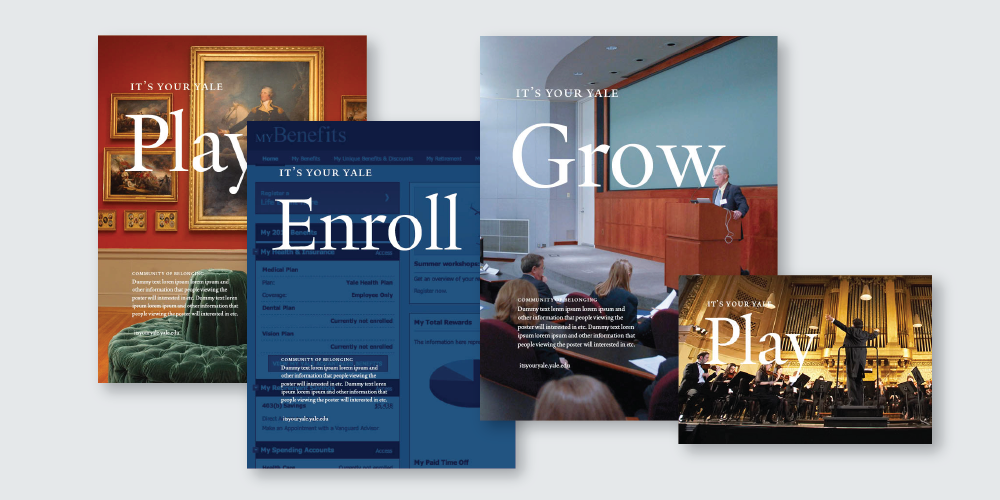 IT'S YOUR YALE
Play
COMMUNITY OF BELONGING
Dummy text lorem ipsum lorem ipsum and
other information that people viewing the
poster will interested in etc. Dummy text lorem
ipsum lorem ipsum and other information that
people viewing the poster will interested in etc.
itsyouryale.yale.edu
MYBenefits
Home My Benefits My Unique Benefits & Discounts My Retirement
IT'S YOUR YALE
Enroll
Register
My Health & Insurance Access
Medical Plan
Plan: Yale Health Plan
Coverage: Employee Only
Dental Plan
Currently not enrolled
Vision Plan
Currently not enrolled
COMMUNITY OF BELONGING
Dummy text lorem ipsum lorem ipsum and
other information that people viewing the
poster will interested in etc. Dummy text lorem
ipsum lorem ipsum and other information that
people viewing the poster will interested in etc.
itsyouryale.yale.edu
403(b) Savings
Make an Appointment with a Vanguard Advisor
My Spending Accounts Access
Currently not enrolled
Summer workshops
Get an overview of your
Register now
My Total Rewards
The information here
My Paid Time Off
IT'S YOUR YALE
Grow
COMMUNITY OF BELONGING
Dummy text lorem ipsum lorem ipsum and
other information that people viewing the
poster will interested in etc. Dummy text lorem
ipsum lorem ipsum and other information that
people viewing the poster will interested in etc.
itsyouryale.yale.edu
IT'S YOUR YALE
Play